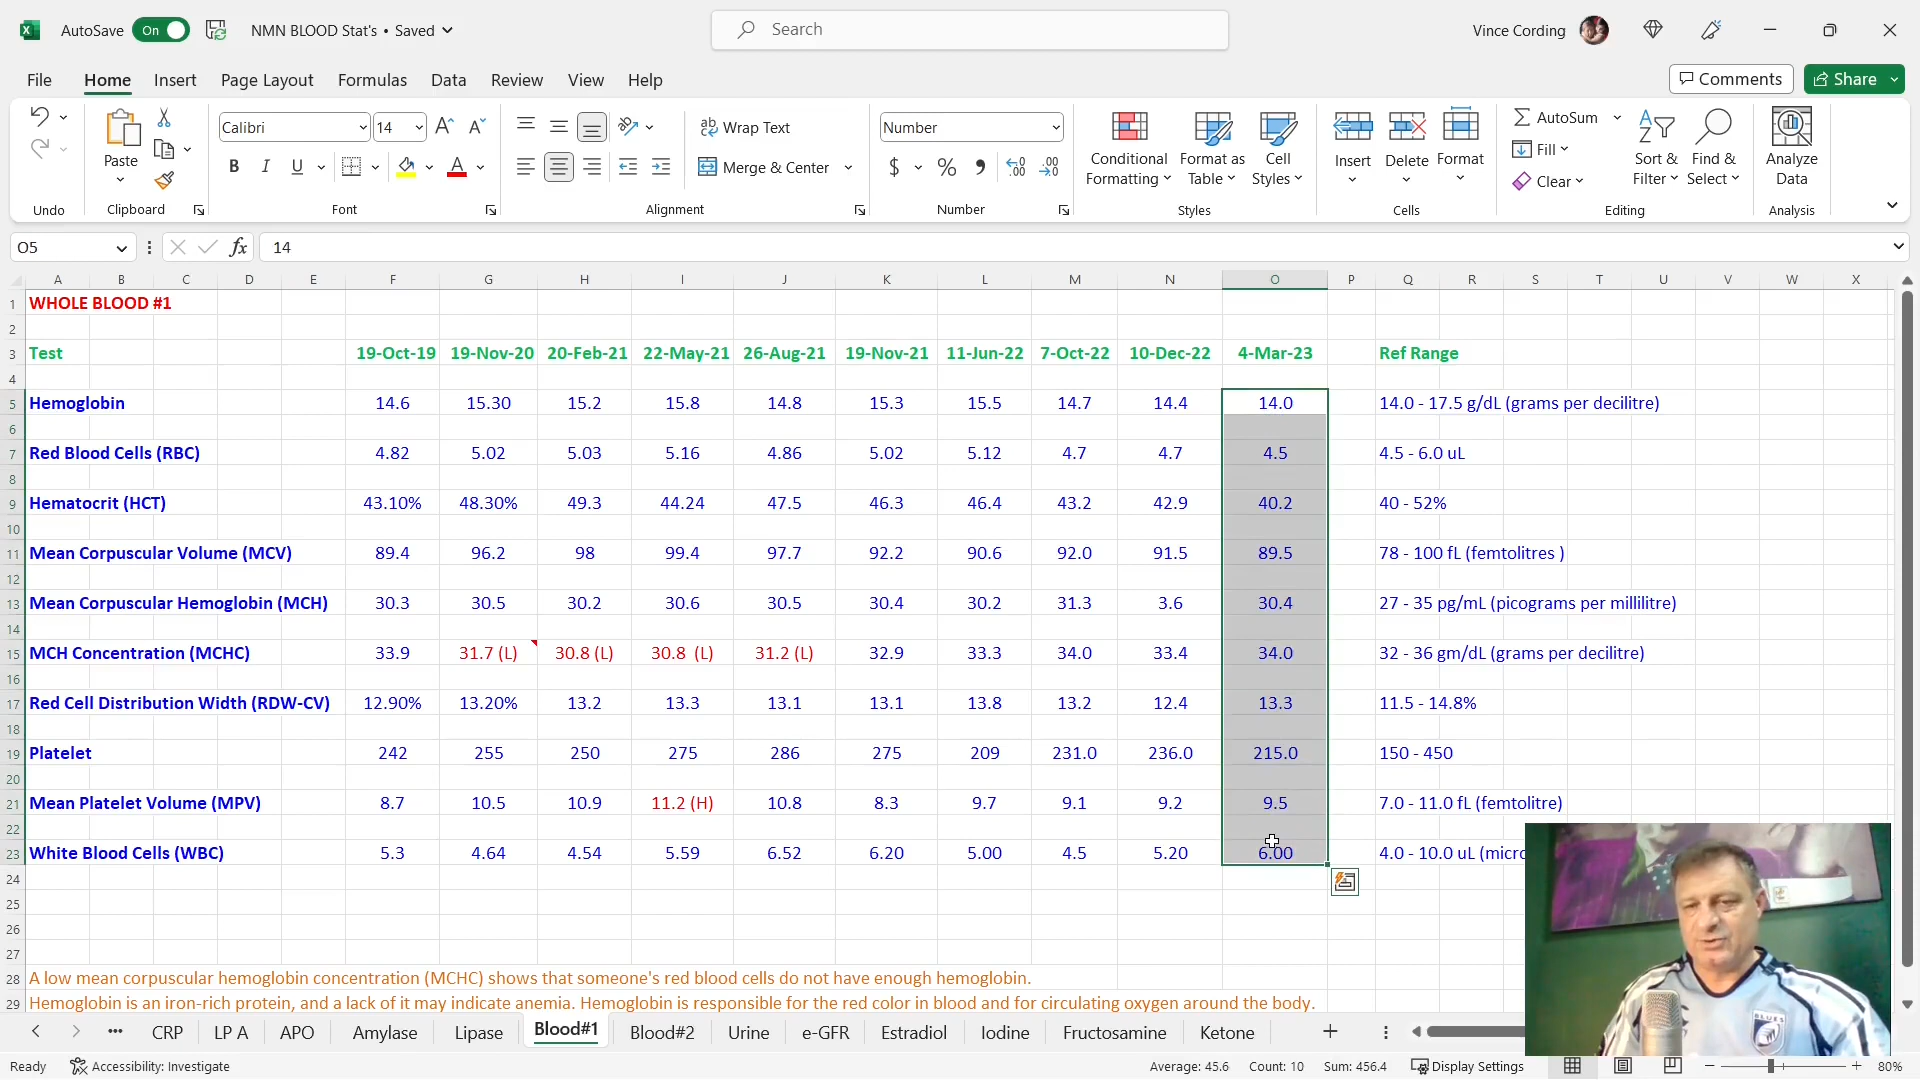 AutoSave On NMN BLOOD Stat's • Saved Search Vince Cording
File Home Insert Page Layout Formulas Data Review View Help Comments Share
Calibri 14 Wrap Text Number AutoSum
Paste Conditional Format as Cell Insert Delete Format Fill Sort & Find & Analyze
B I U A Merge & Center $ % Formatting Table Styles Clear Filter Select Data
Undo Clipboard Font Alignment Number Styles Cells Editing Analysis
O5 fx 14
A B C D E F G H I J K L M N O P Q R S T U V W X
1 WHOLE BLOOD #1
2
3 Test 19-Oct-19 19-Nov-20 20-Feb-21 22-May-21 26-Aug-21 19-Nov-21 11-Jun-22 7-Oct-22 10-Dec-22 4-Mar-23 Ref Range
4
5 Hemoglobin 14.6 15.30 15.2 15.8 14.8 15.3 15.5 14.7 14.4 14.0 14.0 - 17.5 g/dL (grams per decilitre)
6
7 Red Blood Cells (RBC) 4.82 5.02 5.03 5.16 4.86 5.02 5.12 4.7 4.7 4.5 4.5 - 6.0 uL
8
9 Hematocrit (HCT) 43.10% 48.30% 49.3 44.24 47.5 46.3 46.4 43.2 42.9 40.2 40 - 52%
10
11 Mean Corpuscular Volume (MCV) 89.4 96.2 98 99.4 97.7 92.2 90.6 92.0 91.5 89.5 78 - 100 fL (femtolitres )
12
13 Mean Corpuscular Hemoglobin (MCH) 30.3 30.5 30.2 30.6 30.5 30.4 30.2 31.3 3.6 30.4 27 - 35 pg/mL (picograms per millilitre)
14
15 MCH Concentration (MCHC) 33.9 31.7 (L) 30.8 (L) 30.8 (L) 31.2 (L) 32.9 33.3 34.0 33.4 34.0 32 - 36 gm/dL (grams per decilitre)
16
17 Red Cell Distribution Width (RDW-CV) 12.90% 13.20% 13.2 13.3 13.1 13.1 13.8 13.2 12.4 13.3 11.5 - 14.8%
18
19 Platelet 242 255 250 275 286 275 209 231.0 236.0 215.0 150 - 450
20
21 Mean Platelet Volume (MPV) 8.7 10.5 10.9 11.2 (H) 10.8 8.3 9.7 9.1 9.2 9.5 7.0 - 11.0 fL (femtolitre)
22
23 White Blood Cells (WBC) 5.3 4.64 4.54 5.59 6.52 6.20 5.00 4.5 5.20 6.00 4.0 - 10.0 uL (micro
24
25
26
27
28 A low mean corpuscular hemoglobin concentration (MCHC) shows that someone's red blood cells do not have enough hemoglobin.
29 Hemoglobin is an iron-rich protein, and a lack of it may indicate anemia. Hemoglobin is responsible for the red color in blood and for circulating oxygen around the body.
CRP LP A APO Amylase Lipase Blood#1 Blood#2 Urine e-GFR Estradiol Iodine Fructosamine Ketone
BLUES
Ready Accessibility: Investigate Average: 45.6 Count: 10 Sum: 456.4 Display Settings 80%